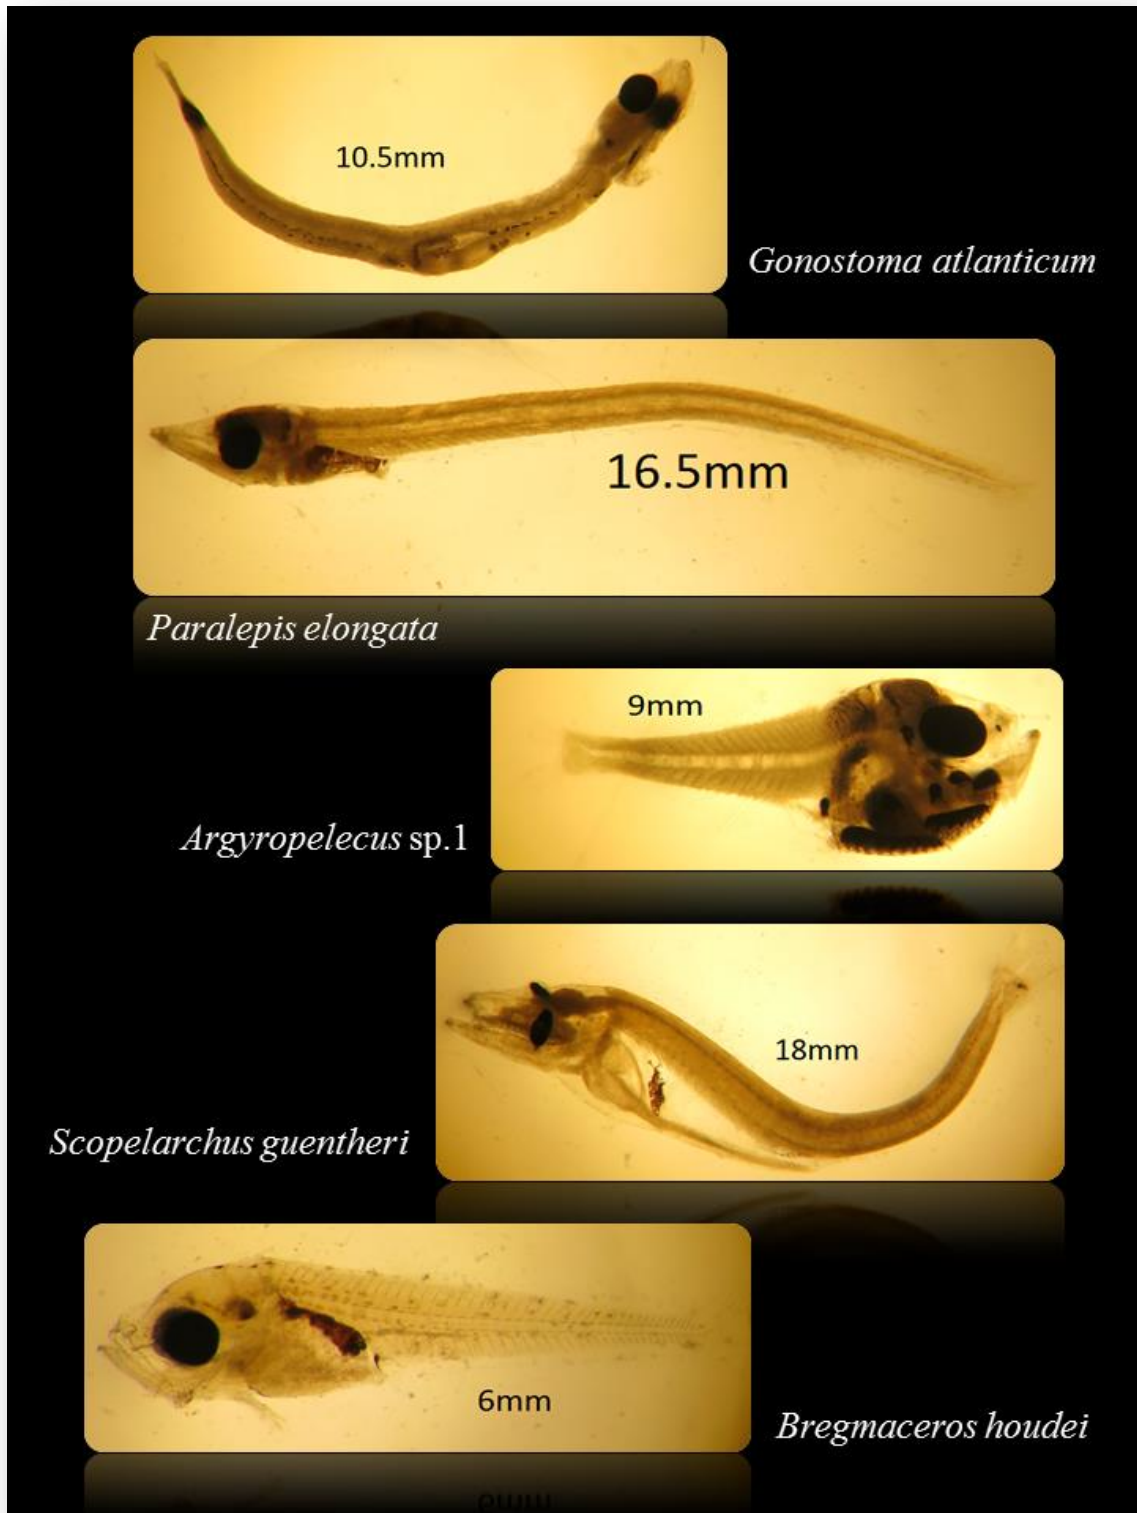 10.5mm
Gonostoma atlanticum
16.5mm
Paralepis elongata
9mm
Argyropelecus sp.1
18mm
Scopelarchus guentheri
6mm
Bregmaceros houdei